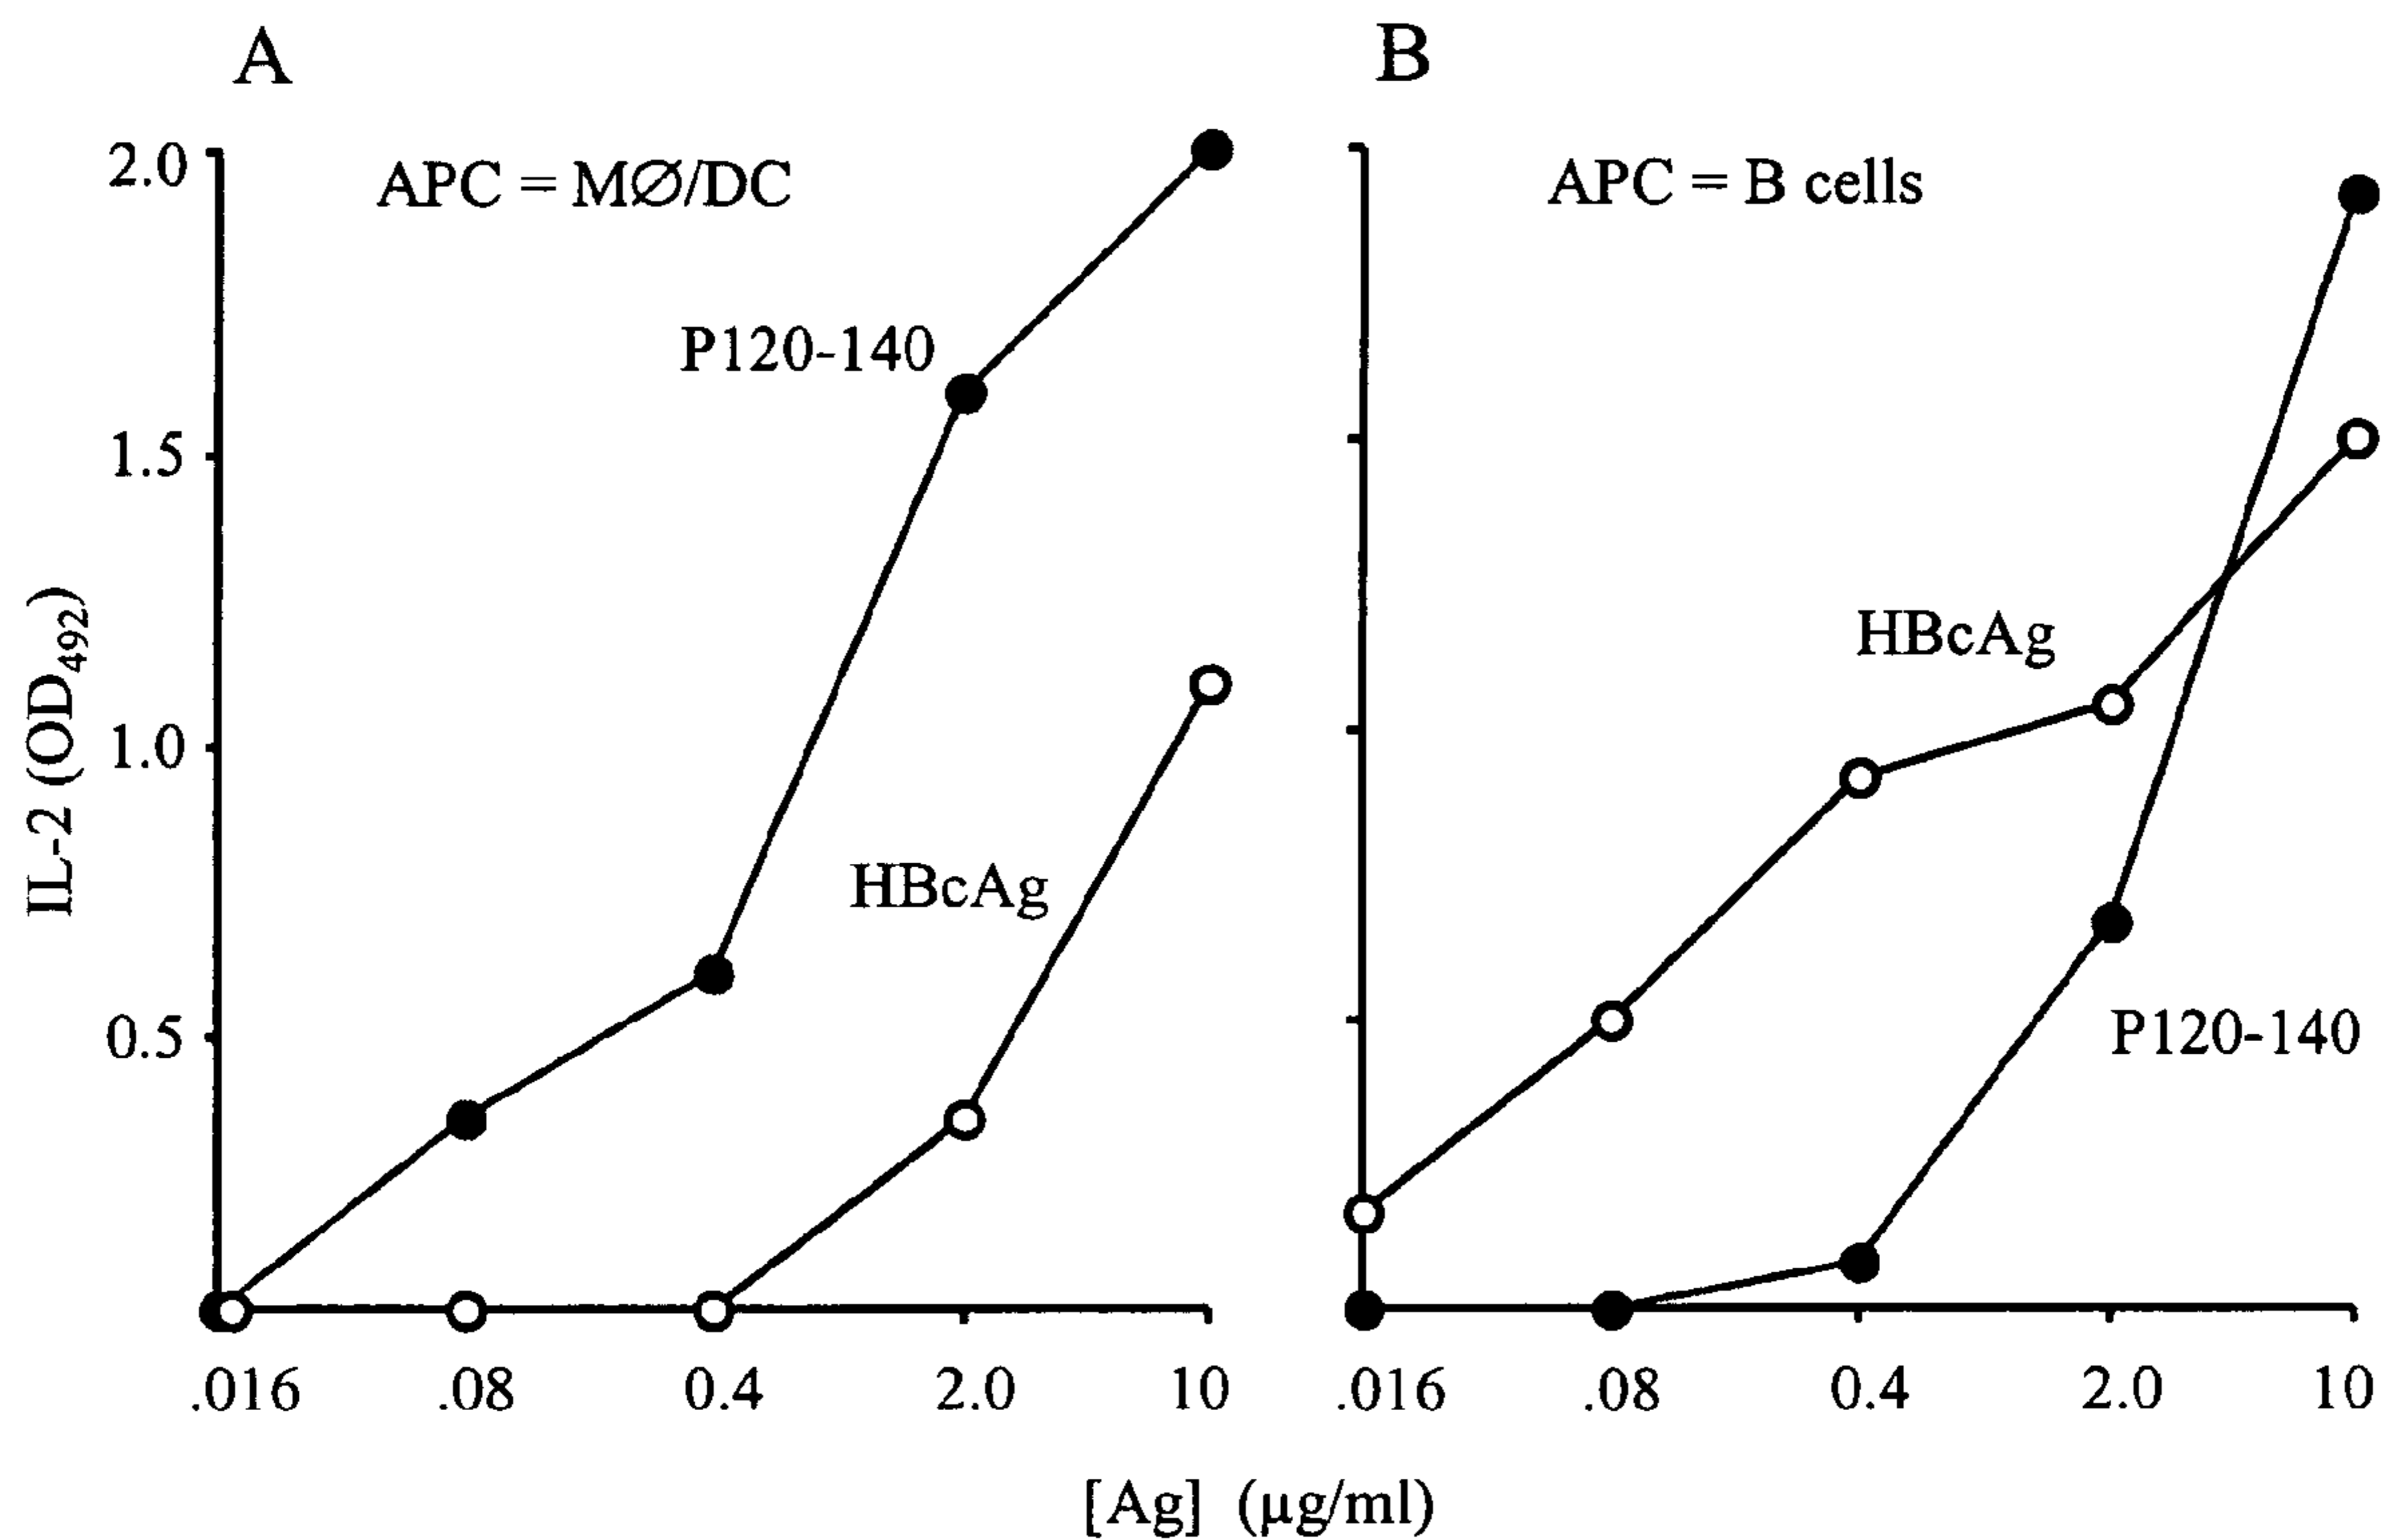 A
B
APC = MØ/DC
APC = B cells
2.0
1.5
1.0
0.5
IL-2 (OD492)
P120-140
HBcAg
HBcAg
P120-140
.016 .08 0.4 2.0 10
.016 .08 0.4 2.0 10
[Ag] (μg/ml)